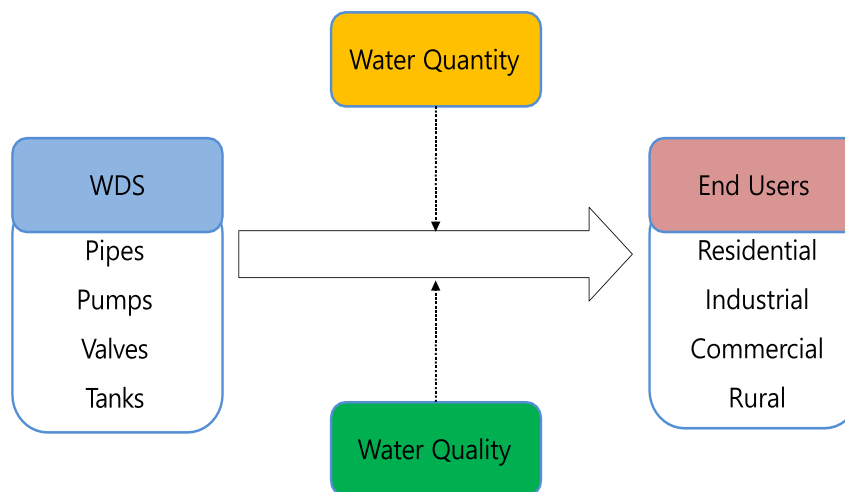 Water Quantity
WDS
Pipes
Pumps
Valves
Tanks
End Users
Residential
Industrial
Commercial
Rural
Water Quality